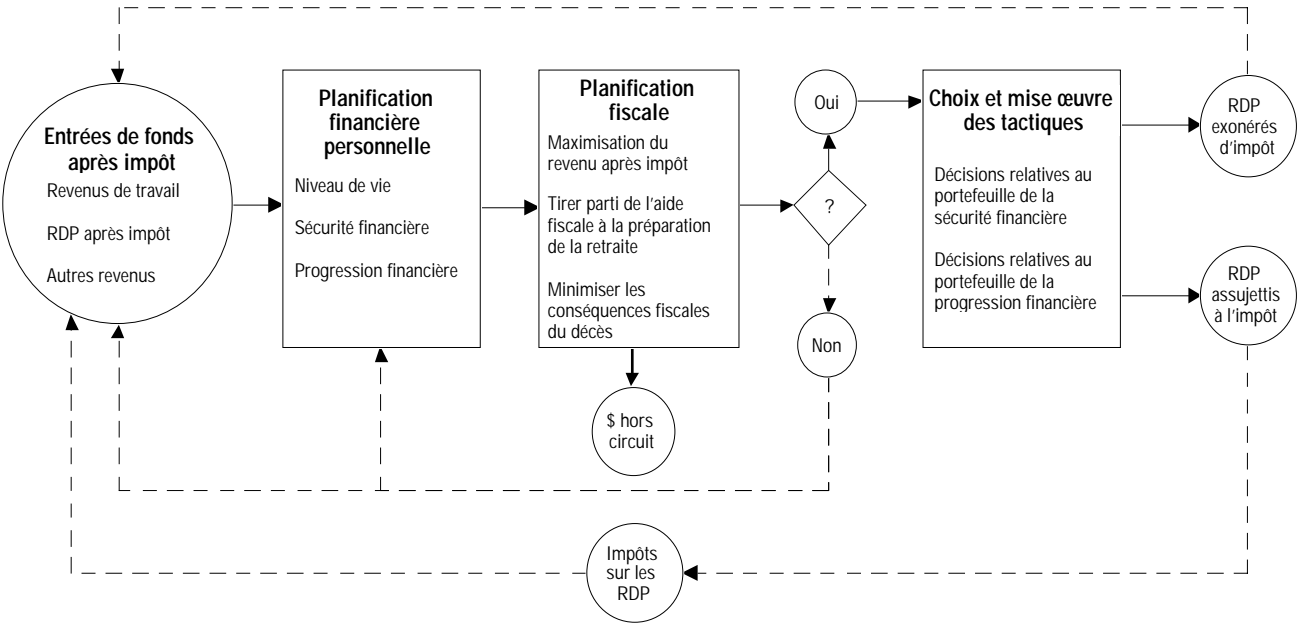 Entrées de fonds
après impôt
Revenus de travail
RDP après impôt
Autres revenus
Planification
financière
personnelle
Niveau de vie
Sécurité financière
Progression financière
Planification
fiscale
Maximisation du
revenu après impôt
Tirer parti de l'aide
fiscale à la préparation
de la retraite
Minimiser les
conséquences fiscales
du décès
$ hors
circuit
Oui
?
Non
Choix et mise œuvre
des tactiques
Décisions relatives au
portefeuille de la
sécurité financière
Décisions relatives au
portefeuille de la
progression financière
RDP
exonérés
d'impôt
RDP
assujettis
à l'impôt
Impôts
sur les
RDP